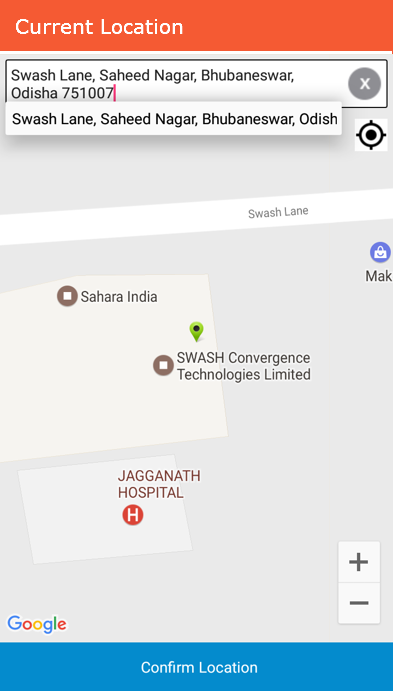 Current Location
Swash Lane, Saheed Nagar, Bhubaneswar,
Odisha 751007
X
Swash Lane, Saheed Nagar, Bhubaneswar, Odish
Swash Lane
Mak
Sahara India
SWASH Convergence
Technologies Limited
JAGGANATH
HOSPITAL
H
+
−
Google
Confirm Location